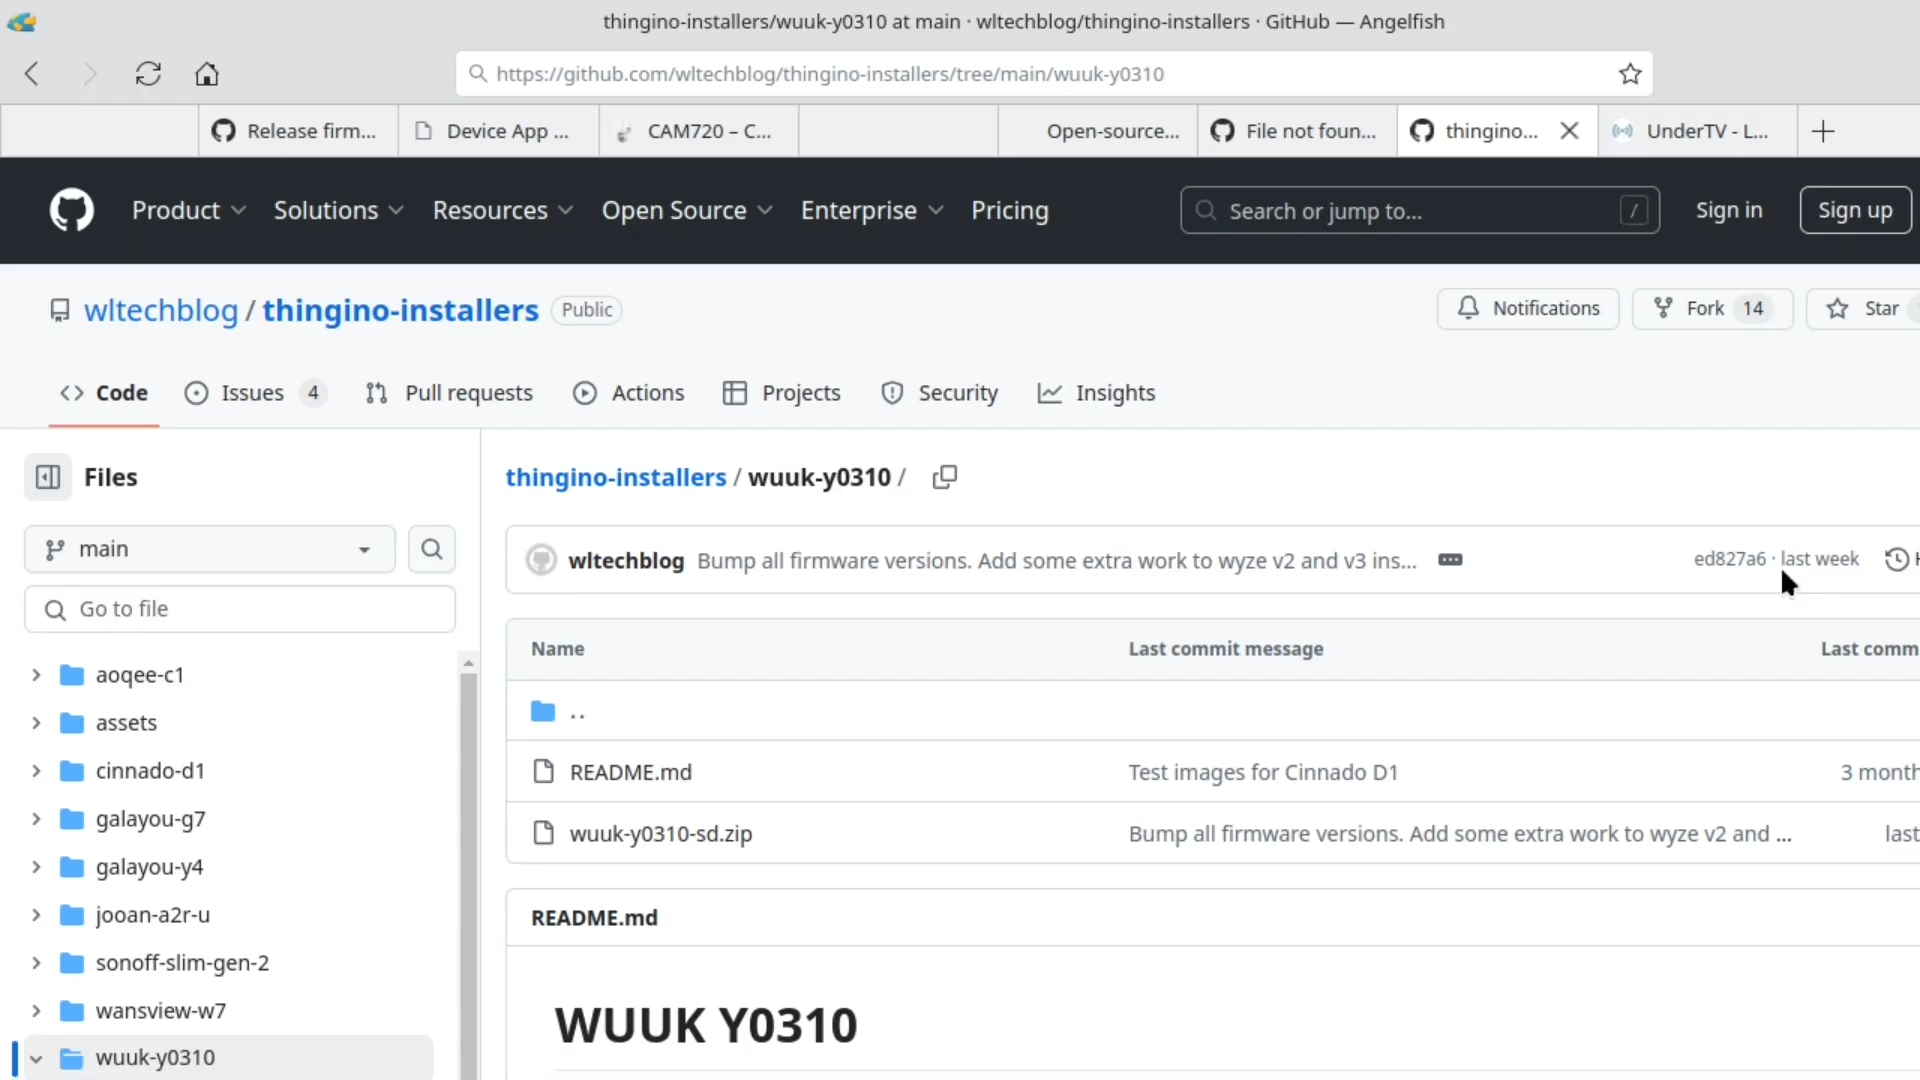 thingino-installers/wuuk-y0310 at main · wltechblog/thingino-installers · GitHub — Angelfish
https://github.com/wltechblog/thingino-installers/tree/main/wuuk-y0310
Release firm... Device App ... CAM720 – C... Open-source... File not foun... thingino... UnderTV - L...
Product Solutions Resources Open Source Enterprise Pricing Search or jump to... / Sign in Sign up
wltechblog / thingino-installers Public Notifications Fork 14 Star
Code Issues 4 Pull requests Actions Projects Security Insights
Files
thingino-installers / wuuk-y0310 /
main
wltechblog Bump all firmware versions. Add some extra work to wyze v2 and v3 ins... ed827a6 · last week
Go to file
Name Last commit message Last comm
aoqee-c1
..
assets
cinnado-d1
README.md Test images for Cinnado D1 3 month
galayou-g7
wuuk-y0310-sd.zip Bump all firmware versions. Add some extra work to wyze v2 and ... last
galayou-y4
jooan-a2r-u
README.md
sonoff-slim-gen-2
wansview-w7
WUUK Y0310
wuuk-y0310